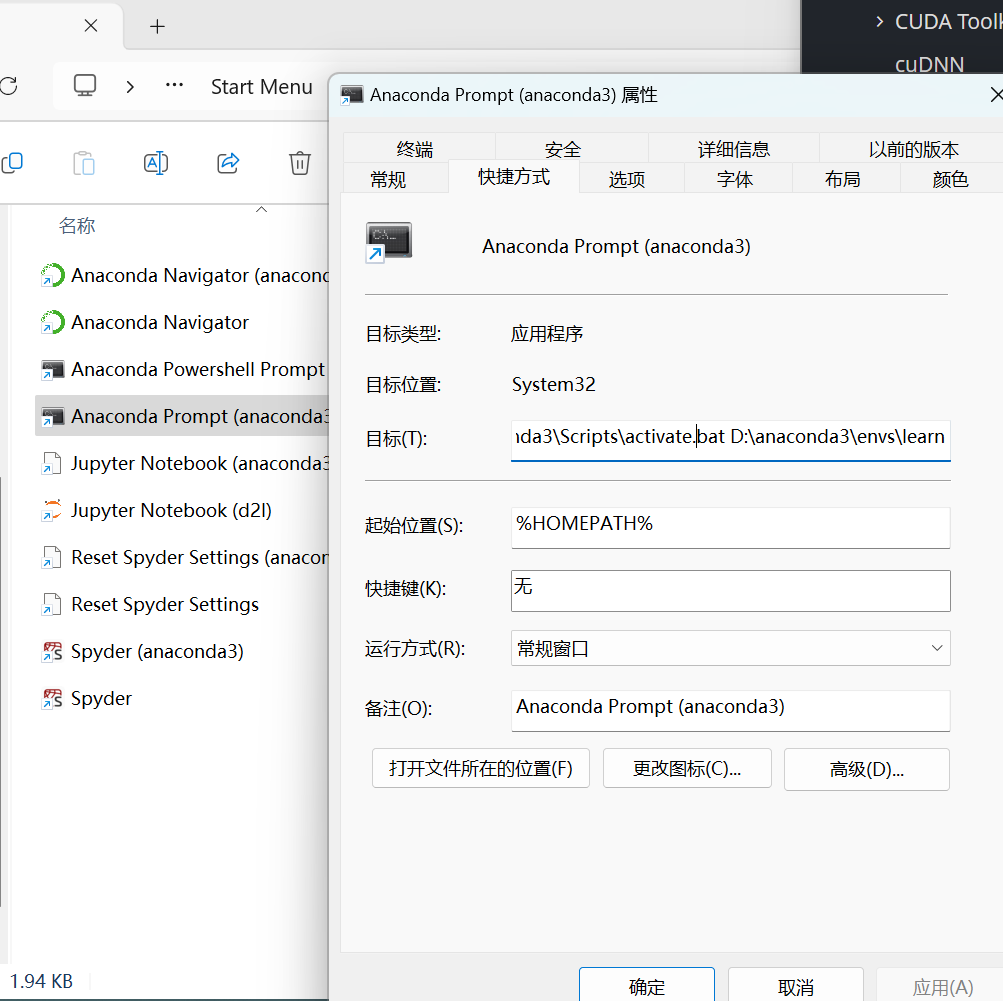 CUDA Toolk
cuDNN
Start Menu
Anaconda Prompt (anaconda3) 属性
终端
安全
详细信息
以前的版本
常规
快捷方式
选项
字体
布局
颜色
名称
Anaconda Navigator (anacond
Anaconda Navigator
Anaconda Powershell Prompt
Anaconda Prompt (anaconda3
Jupyter Notebook (anaconda3
Jupyter Notebook (d2l)
Reset Spyder Settings (anacon
Reset Spyder Settings
Spyder (anaconda3)
Spyder
1.94 KB
C:\..
Anaconda Prompt (anaconda3)
目标类型: 应用程序
目标位置: System32
目标(T): nda3\Scripts\activate.bat D:\anaconda3\envs\learn
起始位置(S): %HOMEPATH%
快捷键(K): 无
运行方式(R): 常规窗口
备注(O): Anaconda Prompt (anaconda3)
打开文件所在的位置(F)
更改图标(C)...
高级(D)...
确定
取消
应用(A)